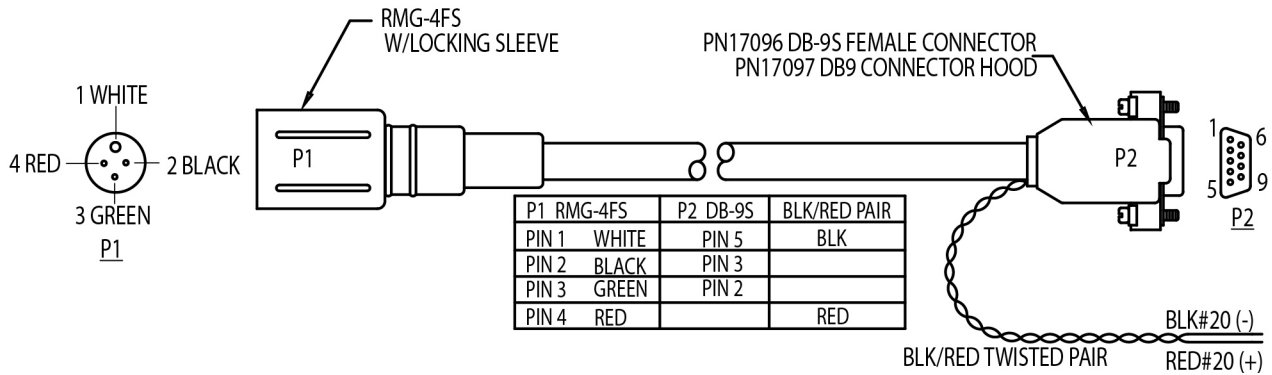 RMG-4FS
W/LOCKING SLEEVE
PN17096 DB-9S FEMALE CONNECTOR
PN17097 DB9 CONNECTOR HOOD
1 WHITE
4 RED
2 BLACK
3 GREEN
P1
P1
P2
1
6
5
9
P2
P1 RMG-4FS P2 DB-9S BLK/RED PAIR
PIN 1 WHITE PIN 5 BLK
PIN 2 BLACK PIN 3
PIN 3 GREEN PIN 2
PIN 4 RED RED
BLK/RED TWISTED PAIR
BLK#20 (-)
RED#20 (+)